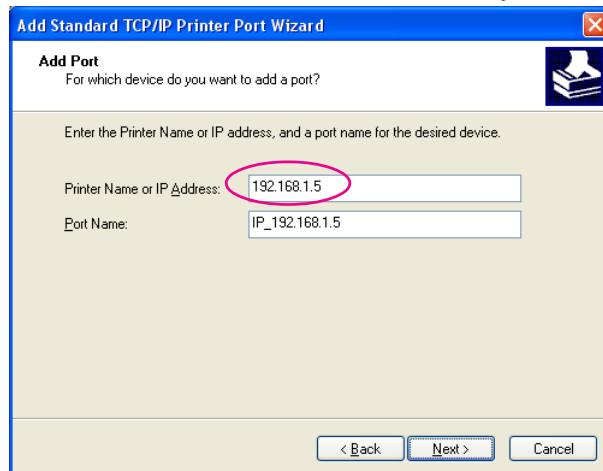 Add Standard TCP/IP Printer Port Wizard
Add Port
For which device do you want to add a port?
Enter the Printer Name or IP address, and a port name for the desired device.
Printer Name or IP Address: 192.168.1.5
Port Name: IP_192.168.1.5
< Back Next > Cancel